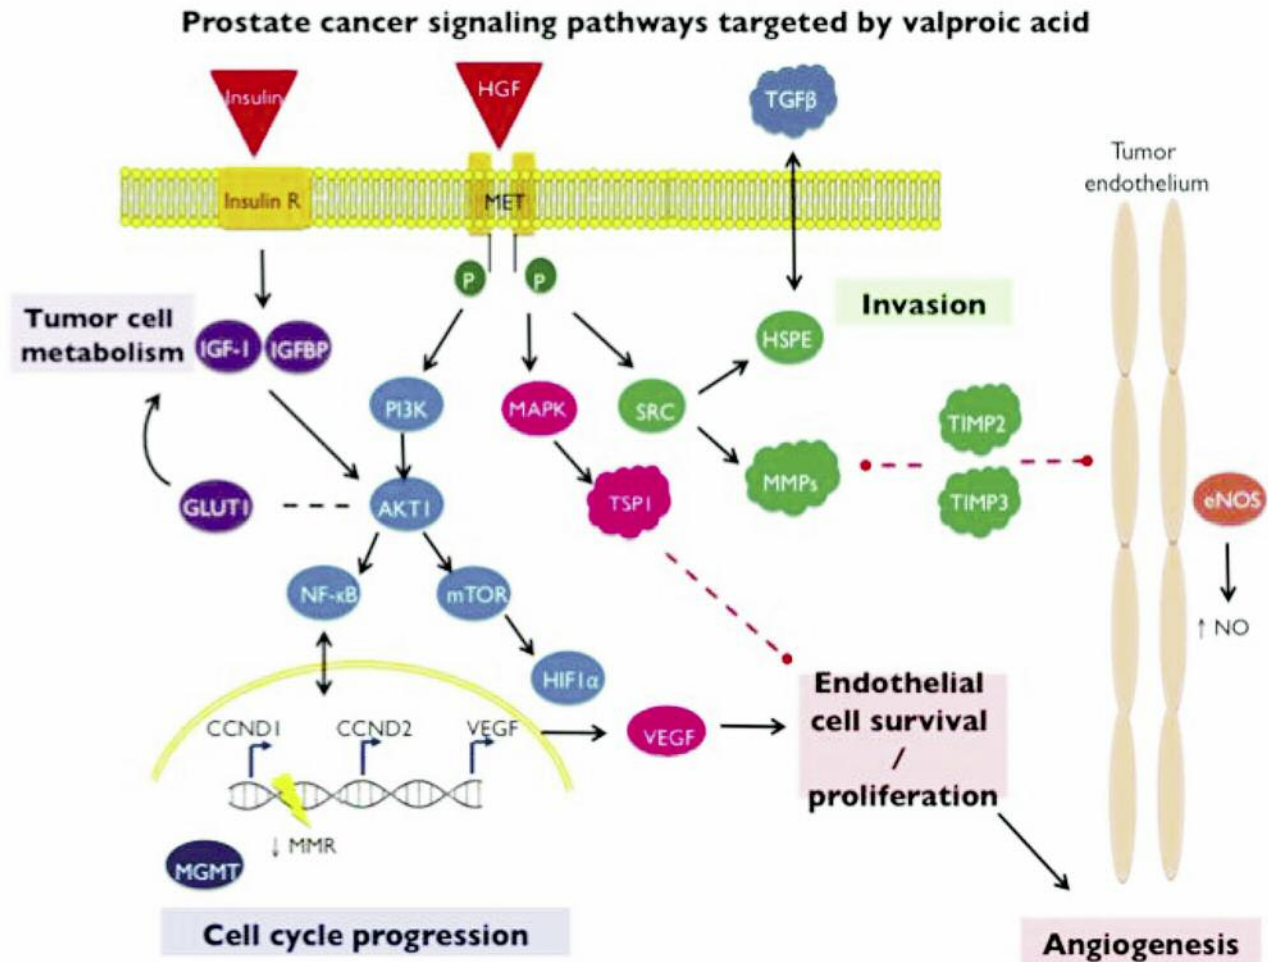 Prostate cancer signaling pathways targeted by valproic acid
Insulin
HGF
TGFβ
Tumor
endothelium
Insulin R
MET
P
P
Tumor cell
metabolism
IGF-1
IGFBP
Invasion
HSPE
PI3K
MAPK
SRC
TIMP2
MMPs
TIMP3
GLUT1
AKT1
TSP1
eNOS
NF-κB
mTOR
↑ NO
HIF1α
Endothelial
cell survival
/
proliferation
CCND1
CCND2
VEGF
VEGF
↓ MMR
MGMT
Cell cycle progression
Angiogenesis